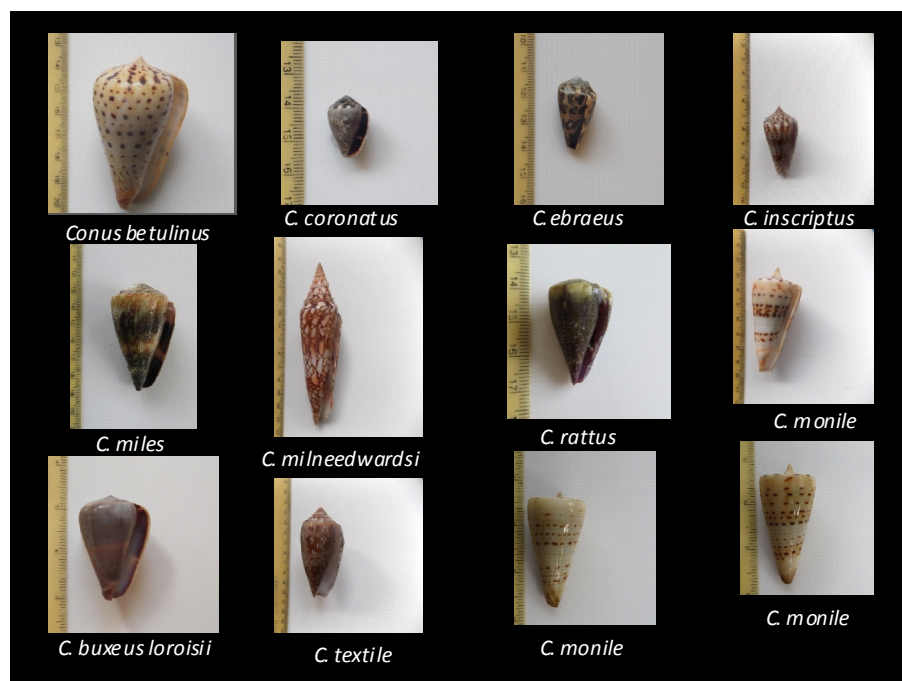 Conus betulinus
C. coronatus
C. ebraeus
C. inscriptus
C. miles
C. milneedwardsi
C. rattus
C. monile
C. buxeus loroisii
C. textile
C. monile
C. monile